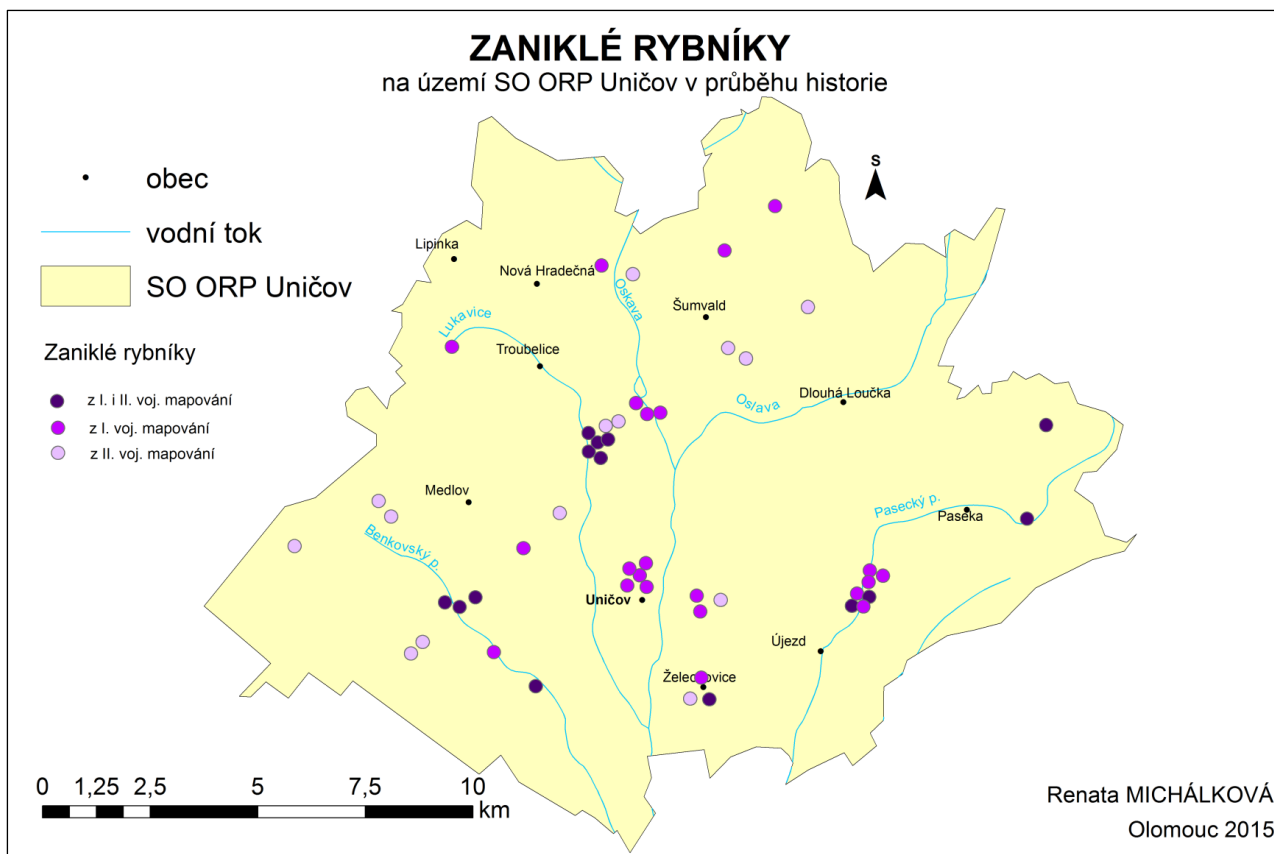 ZANIKLÉ RYBNÍKY
na území SO ORP Uničov v průběhu historie
S
obec
vodní tok
SO ORP Uničov
Zaniklé rybníky
z I. i II. voj. mapování
z I. voj. mapování
z II. voj. mapování
Lipinka
Nová Hradečná
Oskava
Šumvald
Lukavice
Troubelice
Dlouhá Loučka
Oslava
Medlov
Pasecký p.
Paseka
Benkovský p.
Uničov
Újezd
0 1,25 2,5 5 7,5 10
km
Renata MICHÁLKOVÁ
Olomouc 2015